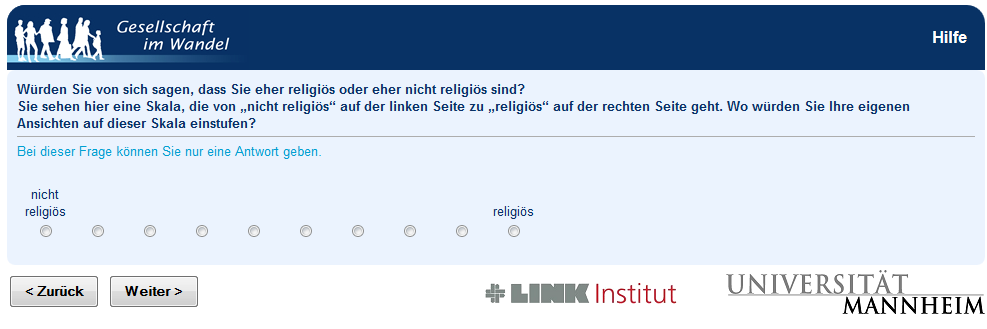 Gesellschaft
im Wandel
Hilfe
Würden Sie von sich sagen, dass Sie eher religiös oder eher nicht religiös sind?
Sie sehen hier eine Skala, die von „nicht religiös“ auf der linken Seite zu „religiös“ auf der rechten Seite geht. Wo würden Sie Ihre eigenen
Ansichten auf dieser Skala einstufen?
Bei dieser Frage können Sie nur eine Antwort geben.
nicht
religiös
religiös
< Zurück
Weiter >
LINK Institut
UNIVERSITÄT
MANNHEIM